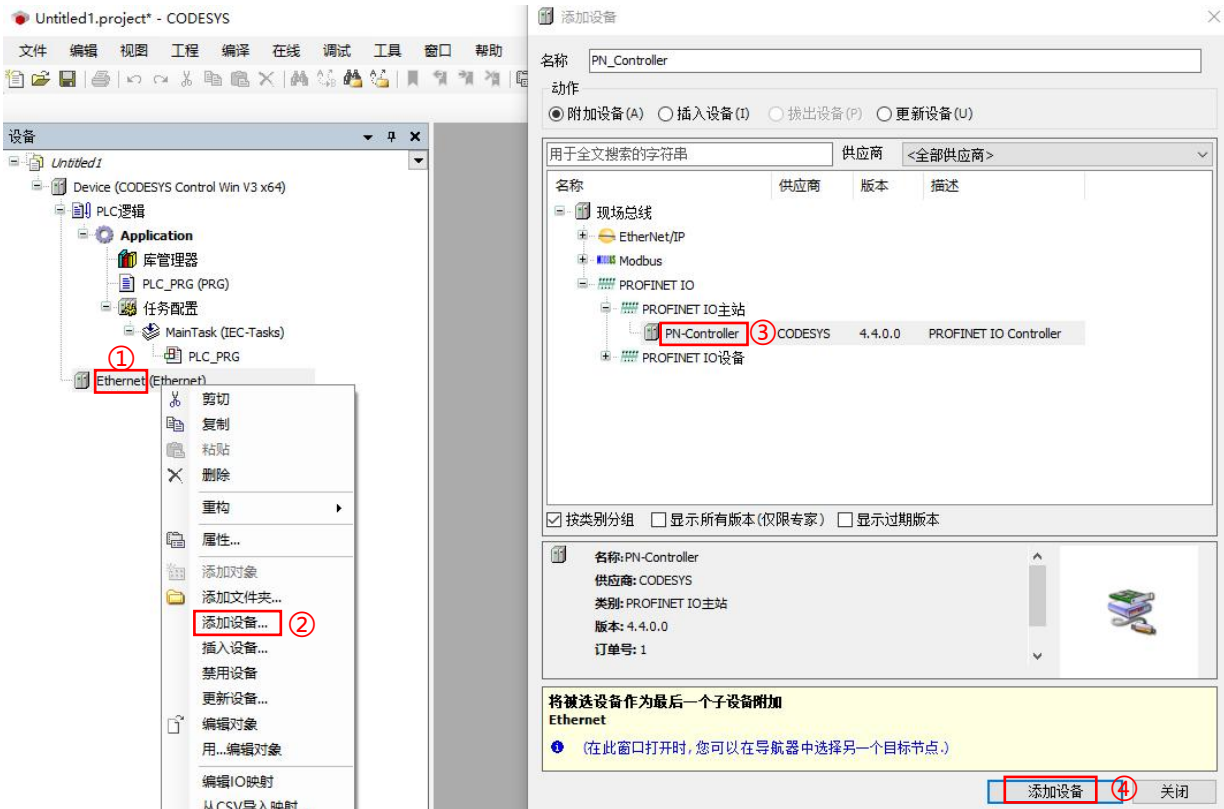 Untitled1.project* - CODESYS
文件 编辑 视图 工程 编译 在线 调试 工具 窗口 帮助
设备
Untitled1
Device (CODESYS Control Win V3 x64)
PLC逻辑
Application
库管理器
PLC_PRG (PRG)
任务配置
MainTask (IEC-Tasks)
PLC_PRG
①
Ethernet (Ethernet)
剪切
复制
粘贴
删除
重构
属性...
添加对象
添加文件夹...
添加设备... ②
插入设备...
禁用设备
更新设备...
编辑对象
用...编辑对象
编辑IO映射
从CSV导入映射...
添加设备
名称 PN_Controller
动作
附加设备(A) 插入设备(I) 拔出设备(P) 更新设备(U)
用于全文搜索的字符串 供应商 <全部供应商>
名称 供应商 版本 描述
现场总线
EtherNet/IP
Modbus
PROFINET IO
PROFINET IO主站
PN-Controller ③ CODESYS 4.4.0.0 PROFINET IO Controller
PROFINET IO设备
按类别分组 显示所有版本(仅限专家) 显示过期版本
名称:PN-Controller
供应商: CODESYS
类别: PROFINET IO主站
版本: 4.4.0.0
订单号: 1
将被选设备作为最后一个子设备附加
Ethernet
(在此窗口打开时,您可以在导航器中选择另一个目标节点.)
添加设备 ④ 关闭